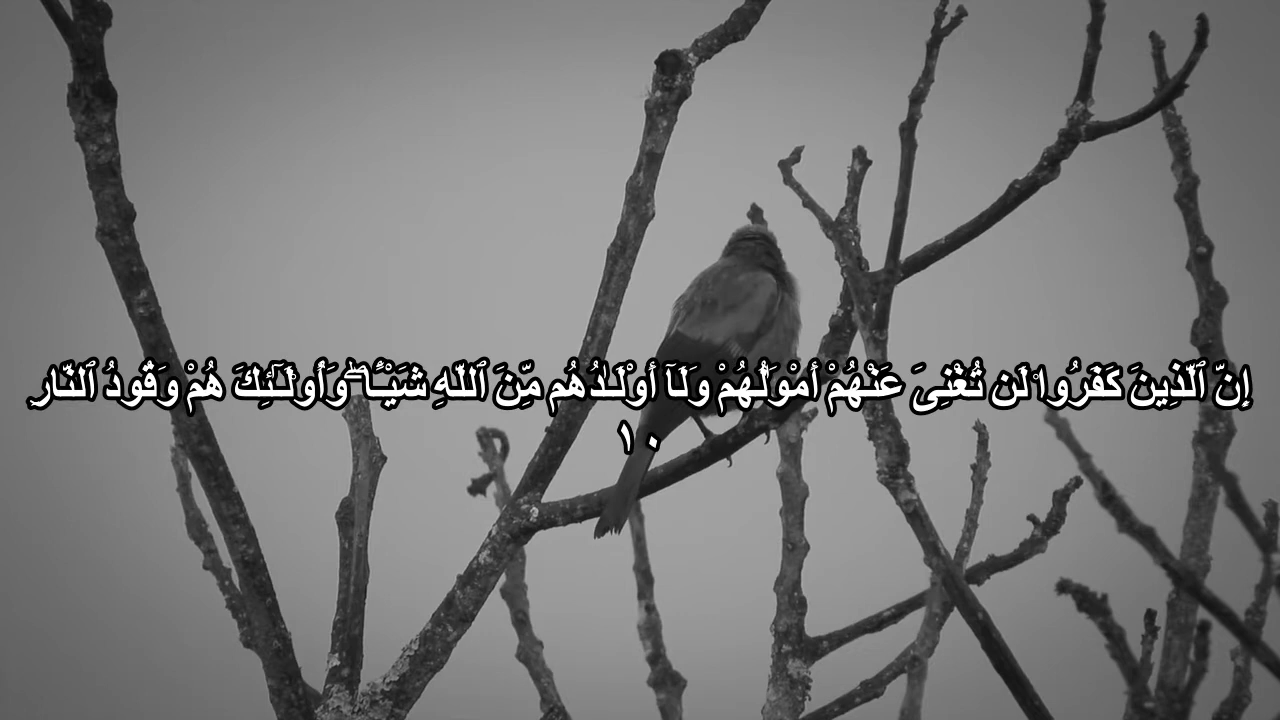 إِنَّ ٱلَّذِينَ كَفَرُوا۟ لَن تُغْنِىَ عَنْهُمْ أَمْوَٰلُهُمْ وَلَآ أَوْلَـٰدُهُم مِّنَ ٱللَّهِ شَيْـًۭٔا ۖ وَأُو۟لَـٰٓئِكَ هُمْ وَقُودُ ٱلنَّارِ
١٠